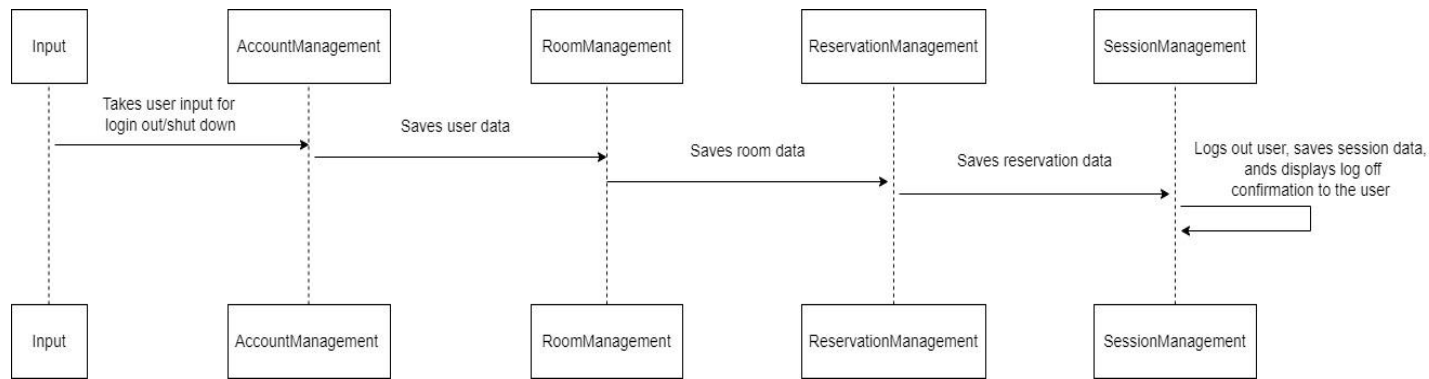 Input
AccountManagement
RoomManagement
ReservationManagement
SessionManagement
Takes user input for
login out/shut down
Saves user data
Saves room data
Saves reservation data
Logs out user, saves session data,
ands displays log off
confirmation to the user
Input
AccountManagement
RoomManagement
ReservationManagement
SessionManagement